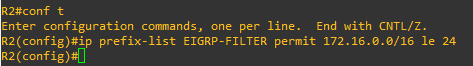 R2#conf t
Enter configuration commands, one per line.  End with CNTL/Z.
R2(config)#ip prefix-list EIGRP-FILTER permit 172.16.0.0/16 le 24
R2(config)#